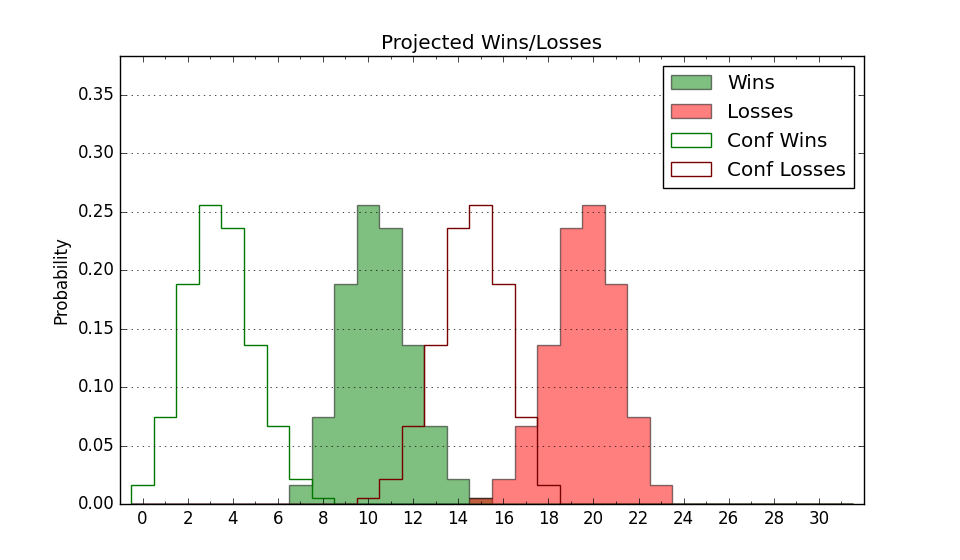 Projected Wins/Losses
Wins
Losses
Conf Wins
Conf Losses
Probability
0.35
0.30
0.25
0.20
0.15
0.10
0.05
0.00
0 2 4 6 8 10 12 14 16 18 20 22 24 26 28 30